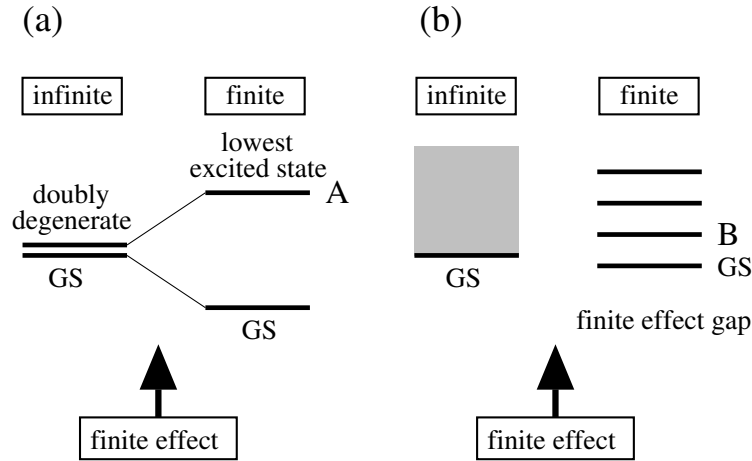 (a)
infinite
finite
lowest
excited state
A
doubly
degenerate
GS
GS
finite effect
(b)
infinite
finite
B
GS
GS
finite effect gap
finite effect